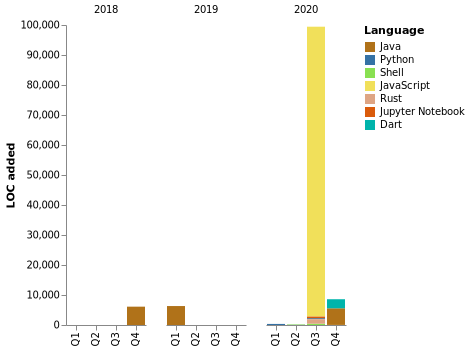 2018 2019 2020
100,000
90,000
80,000
70,000
60,000
50,000
40,000
30,000
20,000
10,000
0
LOC added
Q1 Q2 Q3 Q4 Q1 Q2 Q3 Q4 Q1 Q2 Q3 Q4
Language
Java
Python
Shell
JavaScript
Rust
Jupyter Notebook
Dart